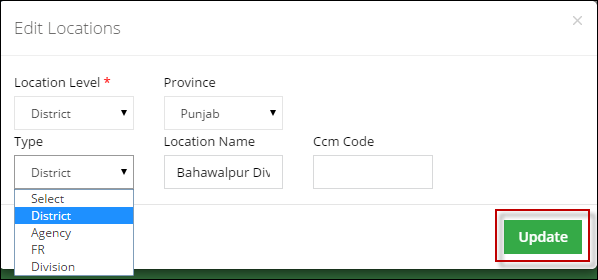 Edit Locations
×
Location Level * Province
District Punjab
Type Location Name Ccm Code
District Bahawalpur Div
Select
District
Agency
FR
Division
Update